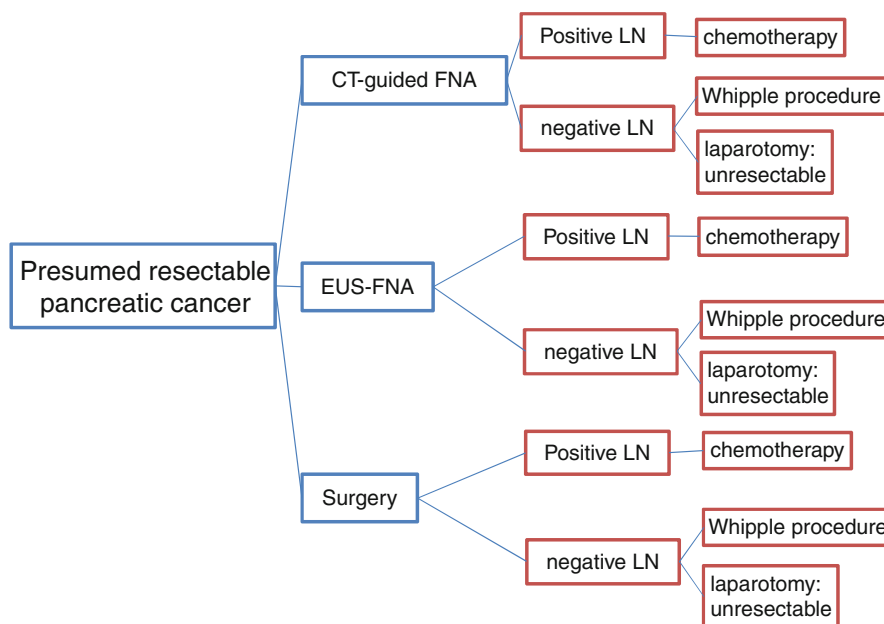 Presumed resectable
pancreatic cancer
CT-guided FNA
Positive LN
chemotherapy
negative LN
Whipple procedure
laparotomy:
unresectable
EUS-FNA
Positive LN
chemotherapy
negative LN
Whipple procedure
laparotomy:
unresectable
Surgery
Positive LN
chemotherapy
negative LN
Whipple procedure
laparotomy:
unresectable